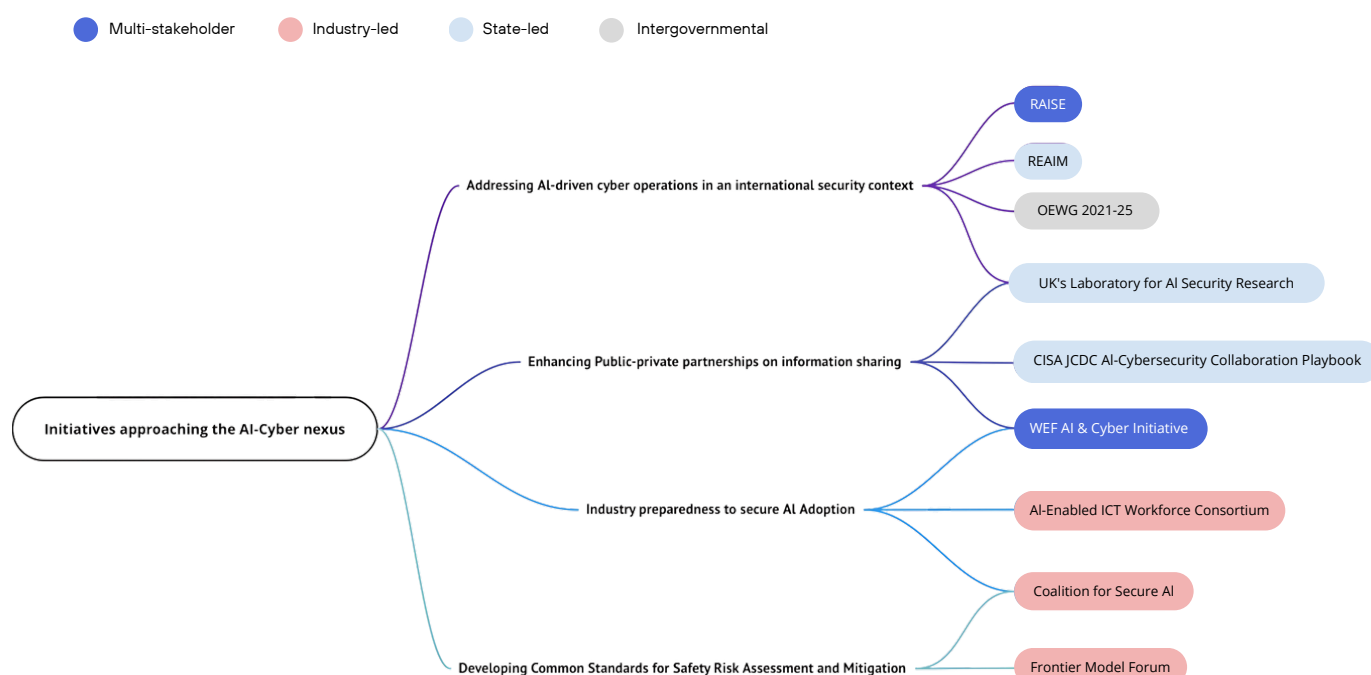 Multi-stakeholder
Industry-led
State-led
Intergovernmental
RAISE
REAIM
Addressing AI-driven cyber operations in an international security context
OEWG 2021-25
UK's Laboratory for AI Security Research
Enhancing Public-private partnerships on information sharing
CISA JCDC AI-Cybersecurity Collaboration Playbook
Initiatives approaching the AI-Cyber nexus
WEF AI & Cyber Initiative
Industry preparedness to secure AI Adoption
AI-Enabled ICT Workforce Consortium
Coalition for Secure AI
Developing Common Standards for Safety Risk Assessment and Mitigation
Frontier Model Forum